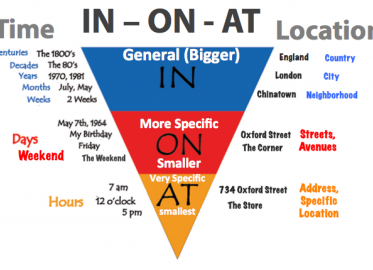 Time
IN – ON - AT
Location
Centuries The 1800's
Decades The 80's
Years 1970, 1981
Months July, May
Weeks 2 Weeks
General (Bigger)
IN
England Country
London City
Chinatown Neighborhood
Days
Weekend
May 7th, 1964
My Birthday
Friday
The Weekend
More Specific
ON
Smaller
Oxford Street
The Corner
Streets,
Avenues
Hours
7 am
12 o'clock
5 pm
Very Specific
AT
smallest
734 Oxford Street
The Store
Address,
Specific
Location